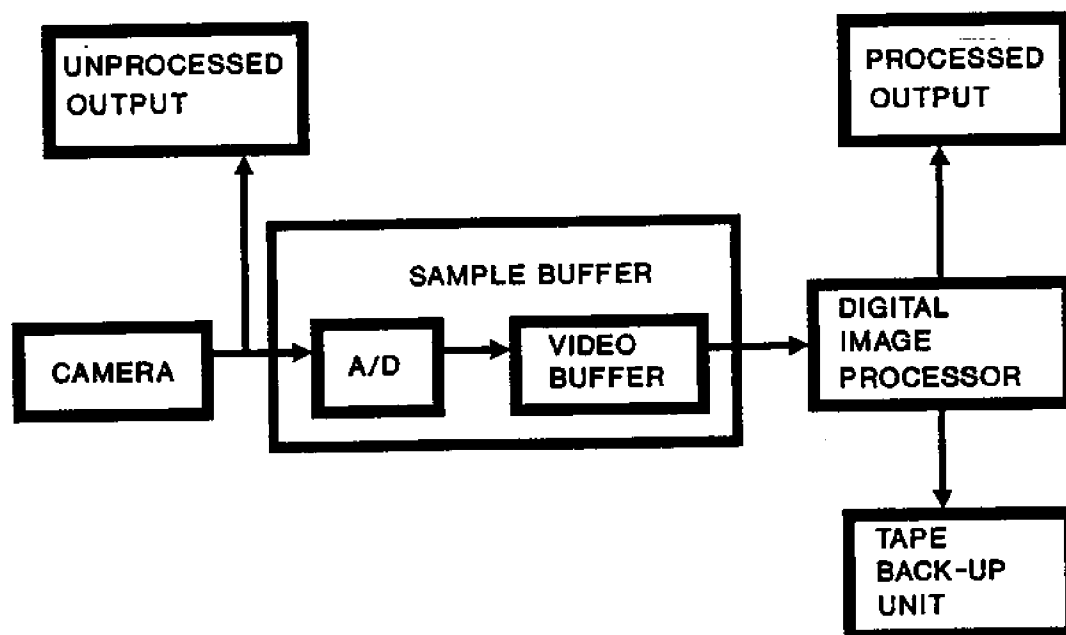 UNPROCESSED
OUTPUT
PROCESSED
OUTPUT
SAMPLE BUFFER
CAMERA
A/D
VIDEO
BUFFER
DIGITAL
IMAGE
PROCESSOR
TAPE
BACK-UP
UNIT